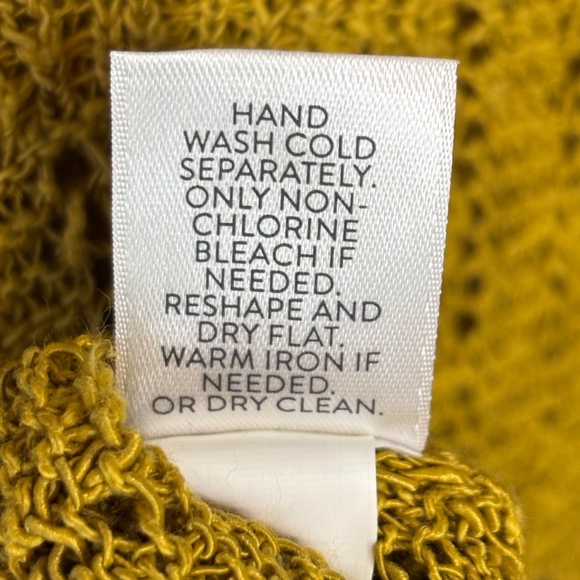 HAND
WASH COLD
SEPARATELY.
ONLY NON-
CHLORINE
BLEACH IF
NEEDED.
RESHAPE AND
DRY FLAT.
WARM IRON IF
NEEDED.
OR DRY CLEAN.